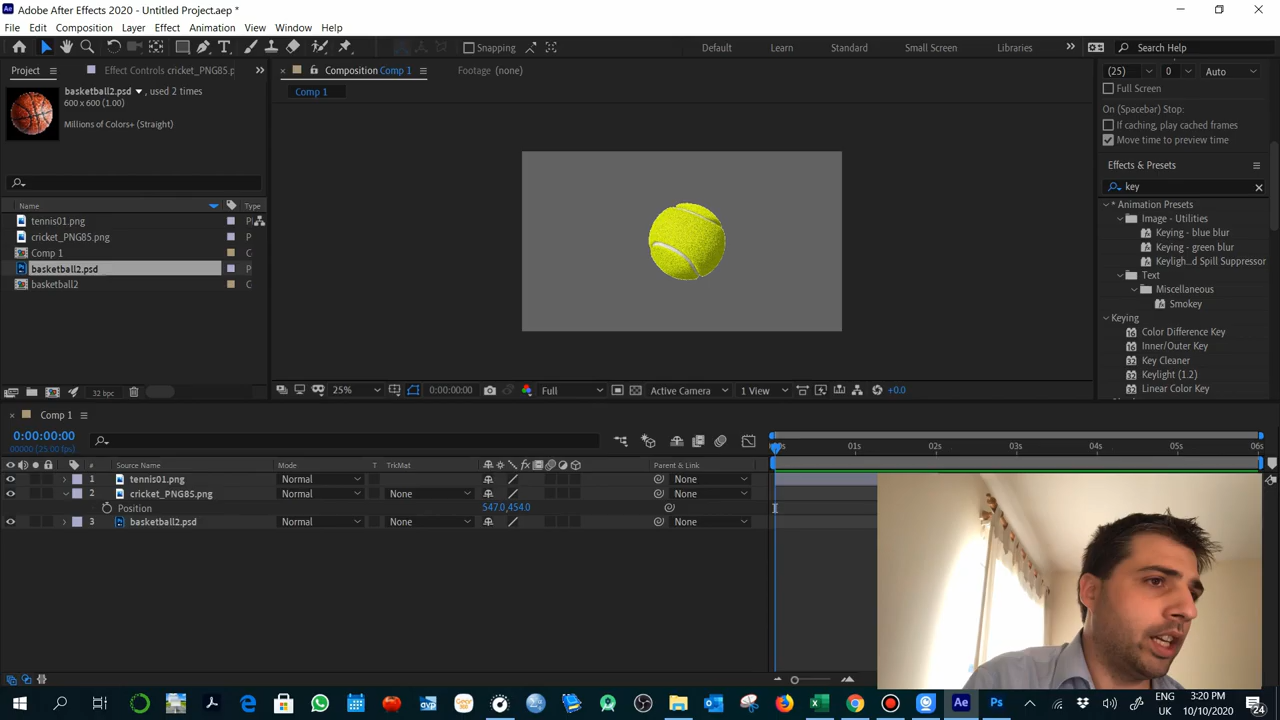 Adobe After Effects 2020 - Untitled Project.aep *
File Edit Composition Layer Effect Animation View Window Help
Snapping Default Learn Standard Small Screen Libraries Search Help
Project Effect Controls cricket_PNG85.p Composition Comp 1 Footage (none) (25) 0 Auto
Comp 1
Full Screen
basketball2.psd , used 2 times
600 x 600 (1.00)
Millions of Colors+ (Straight)
On (Spacebar) Stop:
If caching, play cached frames
Move time to preview time
Effects & Presets
key
Name Type
* Animation Presets
Image - Utilities
tennis01.png
Keying - blue blur
cricket_PNG85.png P
Keying - green blur
Comp 1 C
Keyligh...d Spill Suppressor
basketball2.psd P
Text
basketball2 C
Miscellaneous
Smokey
Keying
Color Difference Key
Inner/Outer Key
Key Cleaner
Keylight (1.2)
Linear Color Key
32 bpc 25% 0:00:00:00 Full Active Camera 1 View +0.0
Comp 1
0:00:00:00
00000 (25.00 fps)
01s 02s 03s 04s 05s 06s
# Source Name Mode T TrkMat Parent & Link
1 tennis01.png Normal None
2 cricket_PNG85.png Normal None None
Position 547.0,454.0
3 basketball2.psd Normal None None
ENG 3:20 PM
UK 10/10/2020 24